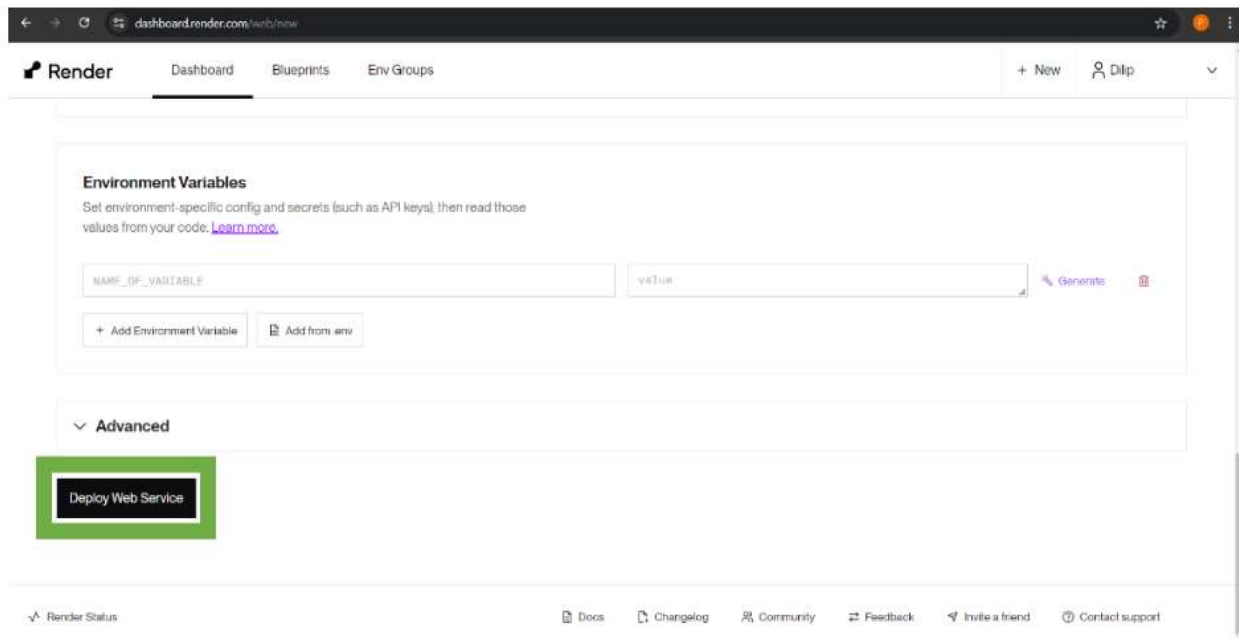 dashboard.render.com/web/new
P
Render Dashboard Blueprints Env Groups + New Dilip
Environment Variables
Set environment-specific config and secrets (such as API keys), then read those
values from your code. Learn more.
NAME_OF_VARIABLE value Generate
+ Add Environment Variable Add from .env
Advanced
Deploy Web Service
Render Status Docs Changelog Community Feedback Invite a friend Contact support